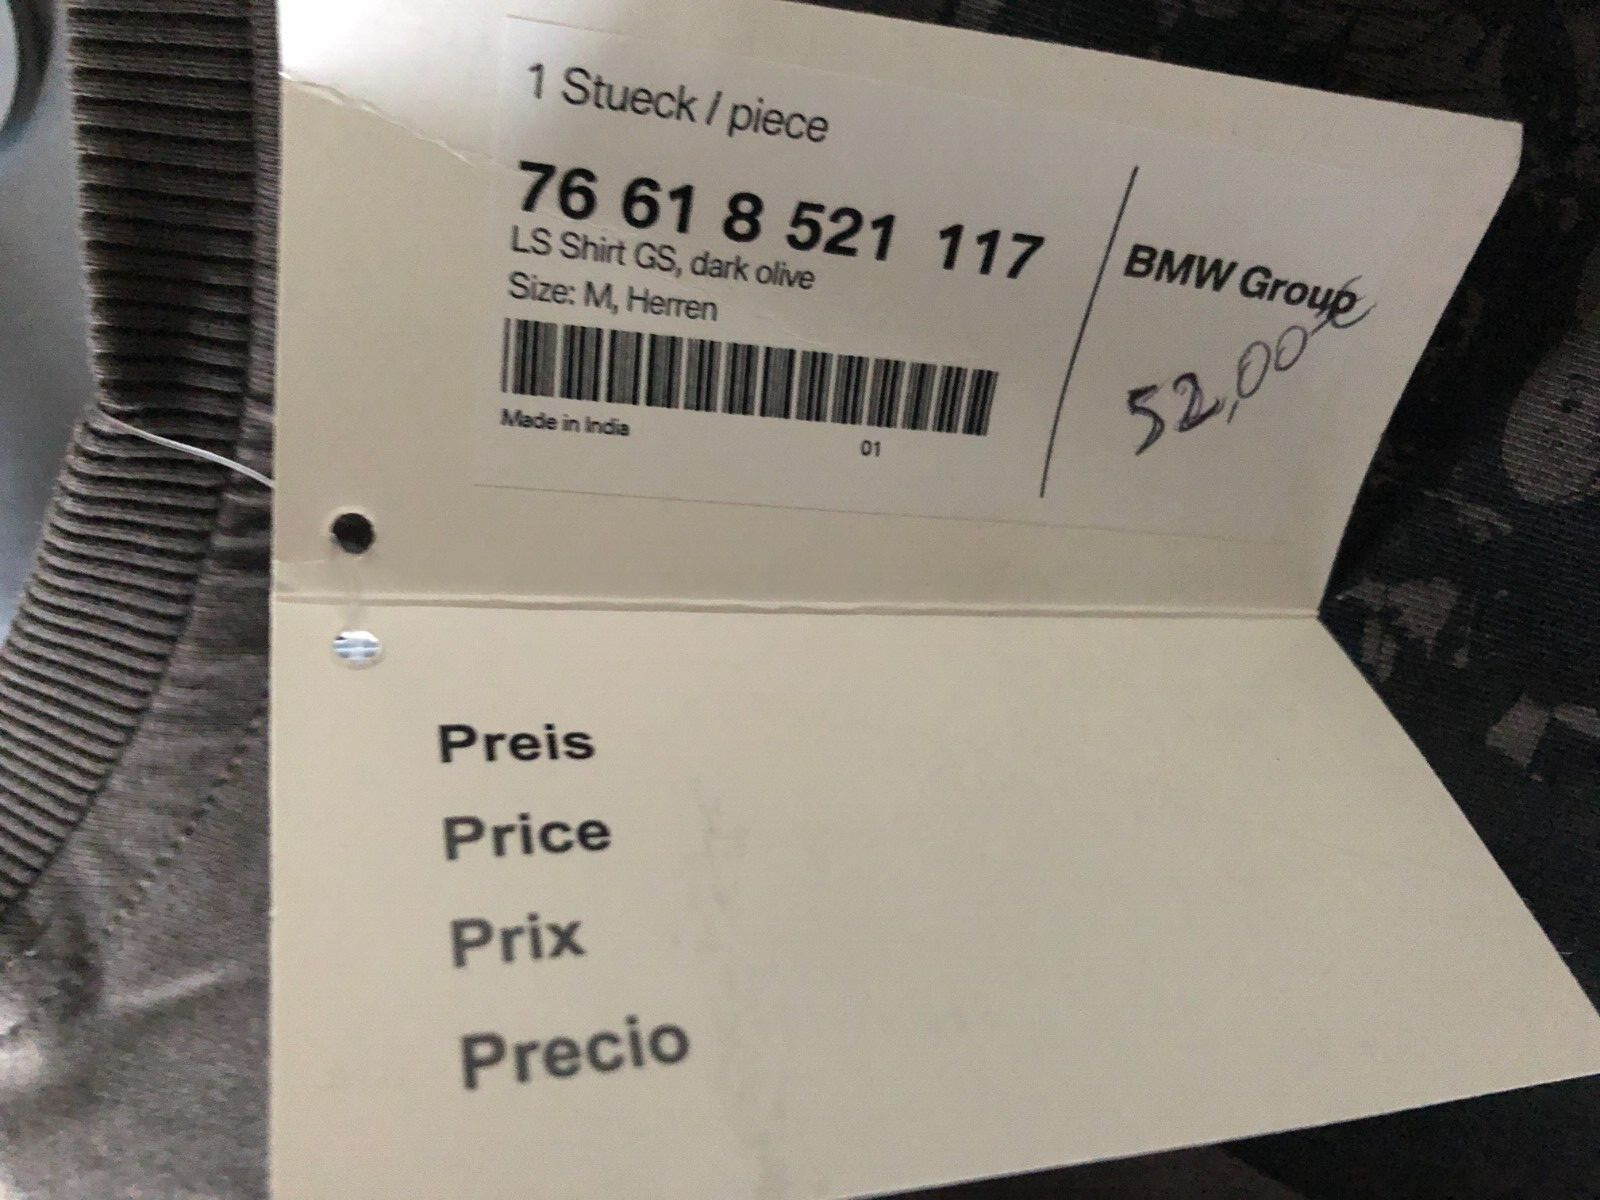 1 Stueck / piece
76 61 8 521 117
LS Shirt GS, dark olive
Size: M, Herren
Made in India
01
BMW Group
52,00 €
Preis
Price
Prix
Precio